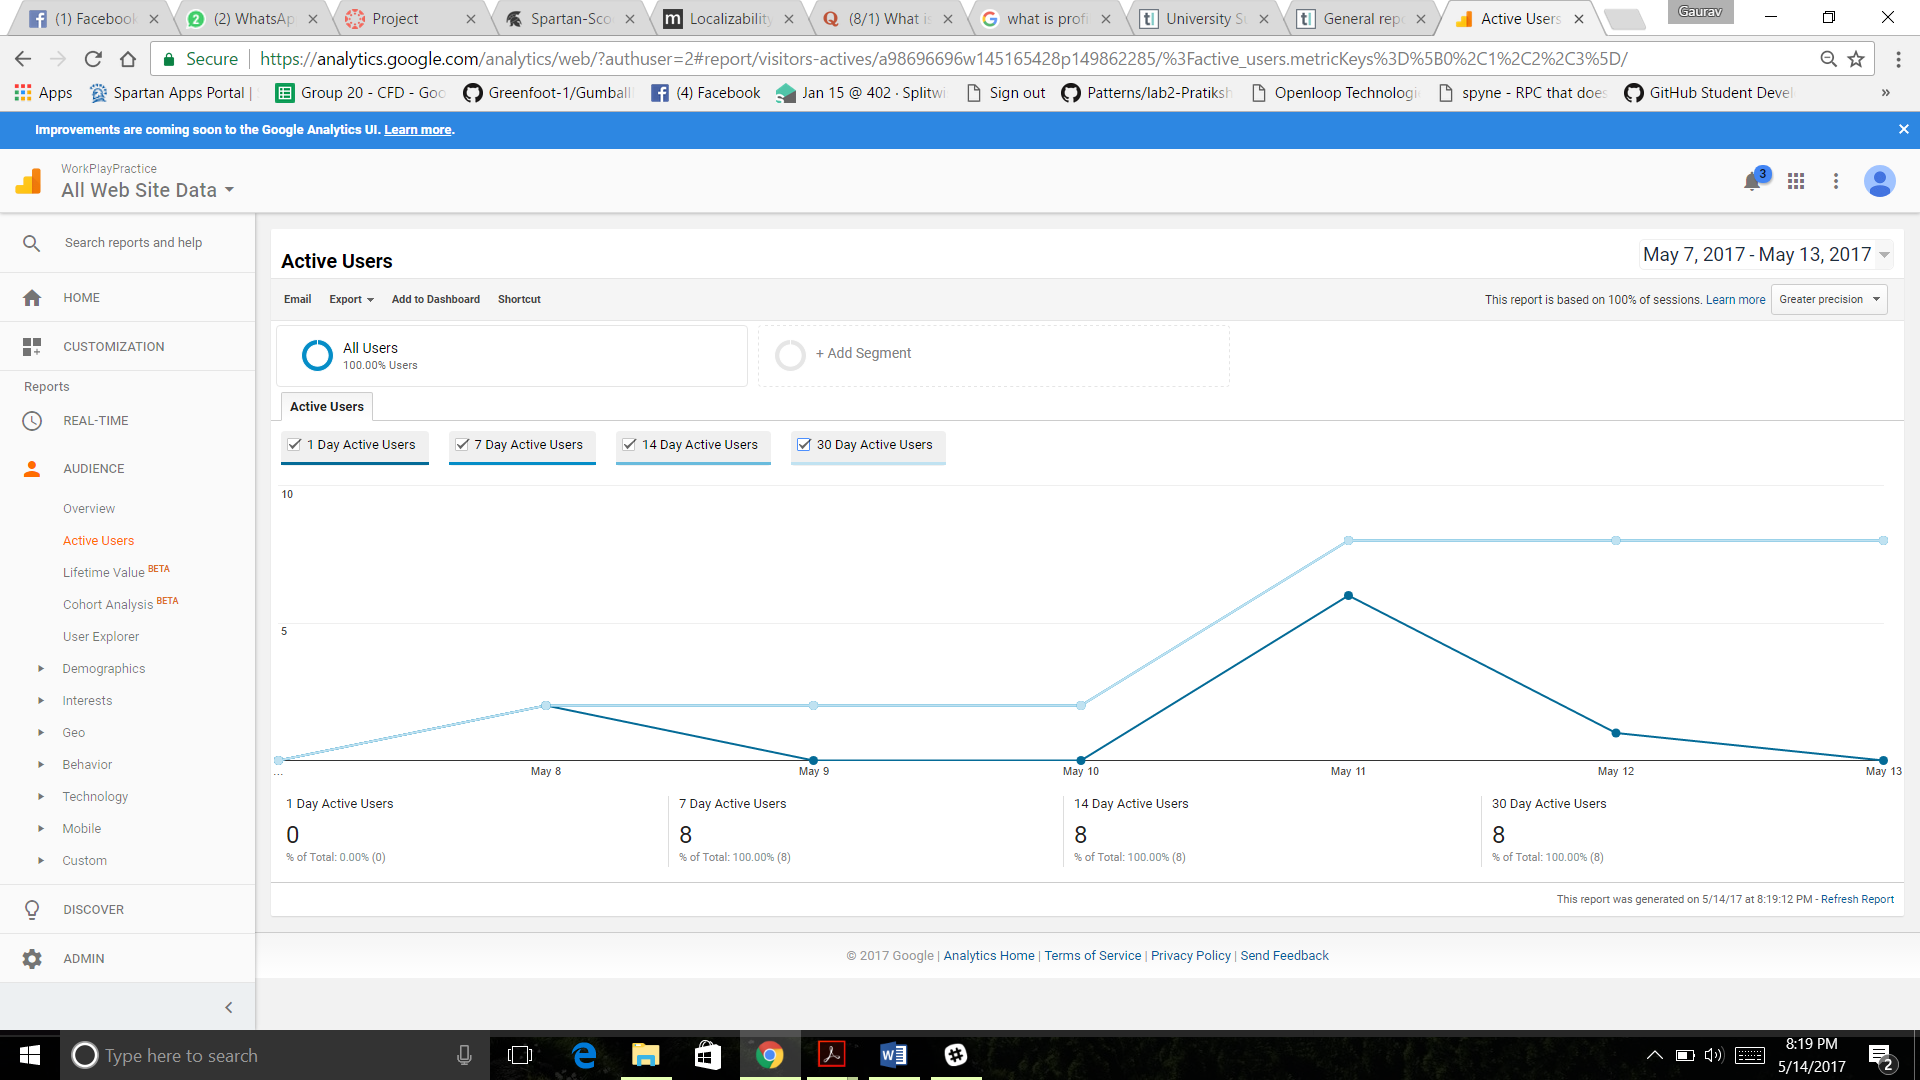 (1) Facebook
(2) WhatsAp
Project
Spartan-Sco
Localizability
(8/1) What is
what is profi
University S
General repo
Active Users
Gaurav
Secure
https://analytics.google.com/analytics/web/?authuser=2#report/visitors-actives/a98696696w145165428p149862285/%3Factive_users.metricKeys%3D%5B0%2C1%2C2%2C3%5D/
Apps
Spartan Apps Portal |
Group 20 - CFD - Goo
Greenfoot-1/Gumball
(4) Facebook
Jan 15 @ 402 · Splitwi
Sign out
Patterns/lab2-Pratiksh
Openloop Technologi
spyne - RPC that does
GitHub Student Devel
»
Improvements are coming soon to the Google Analytics UI. Learn more.
WorkPlayPractice
All Web Site Data
3
Search reports and help
HOME
CUSTOMIZATION
Reports
REAL-TIME
AUDIENCE
Overview
Active Users
Lifetime Value BETA
Cohort Analysis BETA
User Explorer
Demographics
Interests
Geo
Behavior
Technology
Mobile
Custom
DISCOVER
ADMIN
Active Users
May 7, 2017 - May 13, 2017
Email
Export
Add to Dashboard
Shortcut
This report is based on 100% of sessions. Learn more
Greater precision
All Users
100.00% Users
+ Add Segment
Active Users
1 Day Active Users
7 Day Active Users
14 Day Active Users
30 Day Active Users
10
5
...
May 8
May 9
May 10
May 11
May 12
May 13
1 Day Active Users
0
% of Total: 0.00% (0)
7 Day Active Users
8
% of Total: 100.00% (8)
14 Day Active Users
8
% of Total: 100.00% (8)
30 Day Active Users
8
% of Total: 100.00% (8)
This report was generated on 5/14/17 at 8:19:12 PM - Refresh Report
© 2017 Google | Analytics Home | Terms of Service | Privacy Policy | Send Feedback
Type here to search
8:19 PM
5/14/2017
2